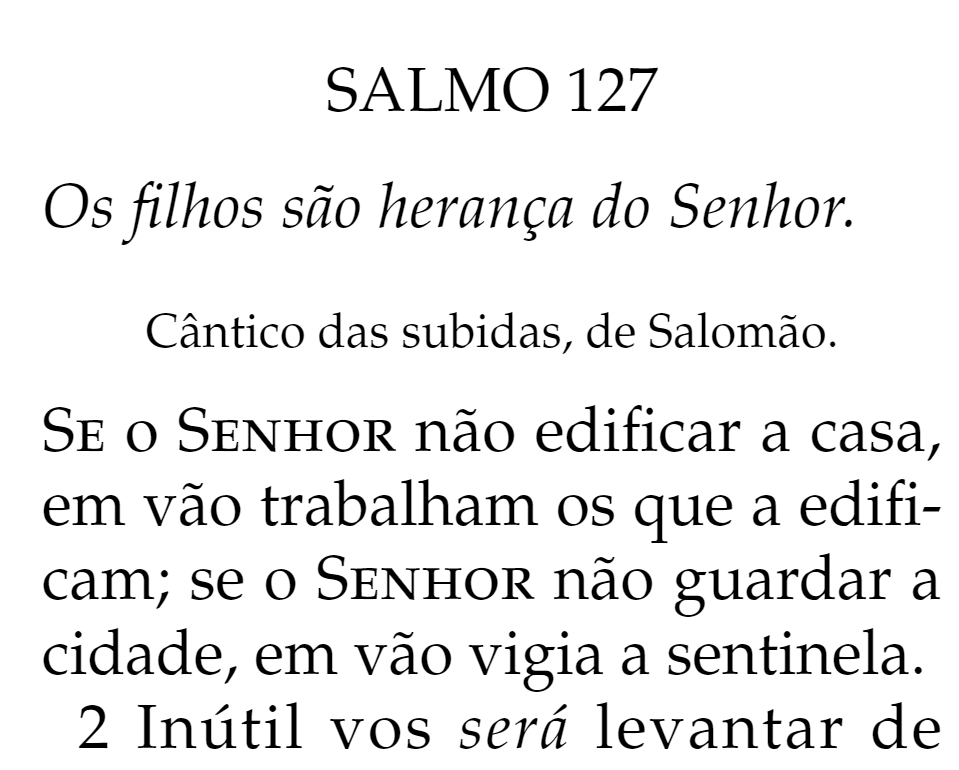 SALMO 127
Os filhos são herança do Senhor.
Cântico das subidas, de Salomão.
SE o SENHOR não edificar a casa,
em vão trabalham os que a edifi-
cam; se o SENHOR não guardar a
cidade, em vão vigia a sentinela.
2 Inútil vos será levantar de